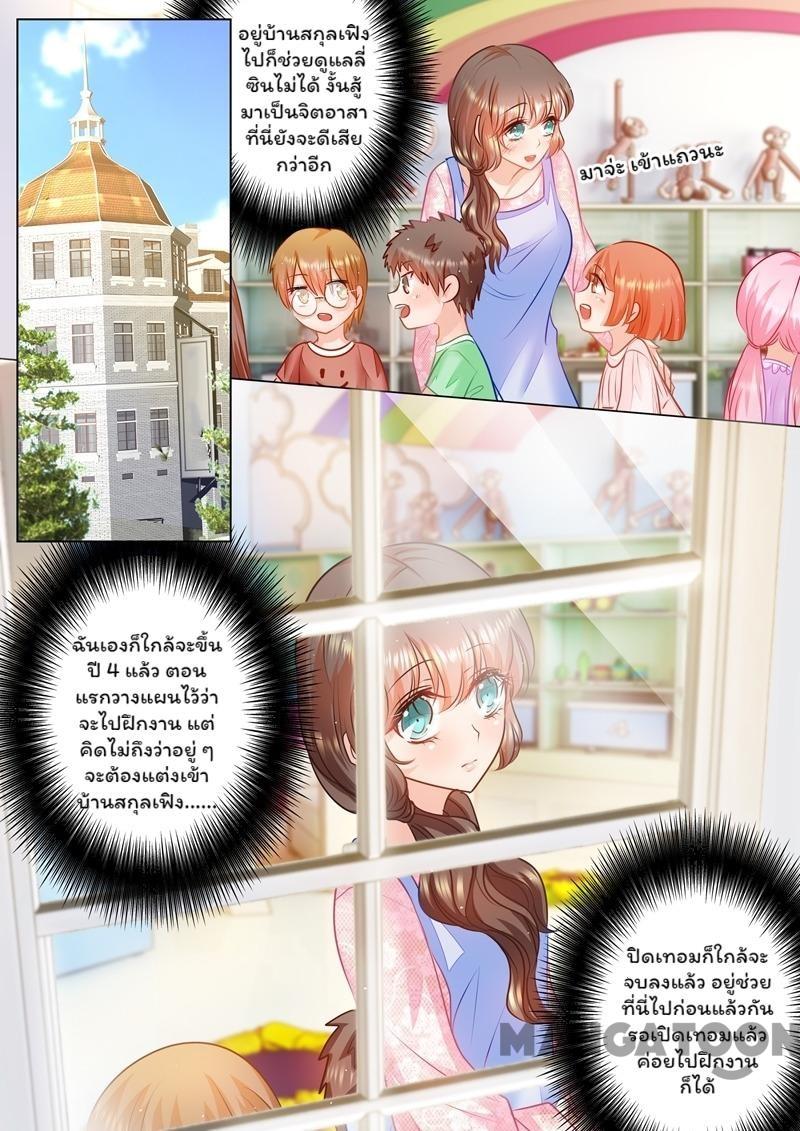 อยู่บ้านสกุลเฟิง
ไปก็ช่วยดูแลลี่
ซินไม่ได้ งั้นสู้
มาเป็นจิตอาสา
ที่นี่ยังจะดีเสีย
กว่าอีก
มาจ่ะ เข้าแถวนะ
ฉันเองก็ใกล้จะขึ้น
ปี 4 แล้ว ตอน
แรกวางแผนไว้ว่า
จะไปฝึกงาน แต่
คิดไม่ถึงว่าอยู่ ๆ
จะต้องแต่งเข้า
บ้านสกุลเฟิง......
ปิดเทอมก็ใกล้จะ
จบลงแล้ว อยู่ช่วย
ที่นี่ไปก่อนแล้วกัน
รอเปิดเทอมแล้ว
ค่อยไปฝึกงาน
ก็ได้
MANGATOON